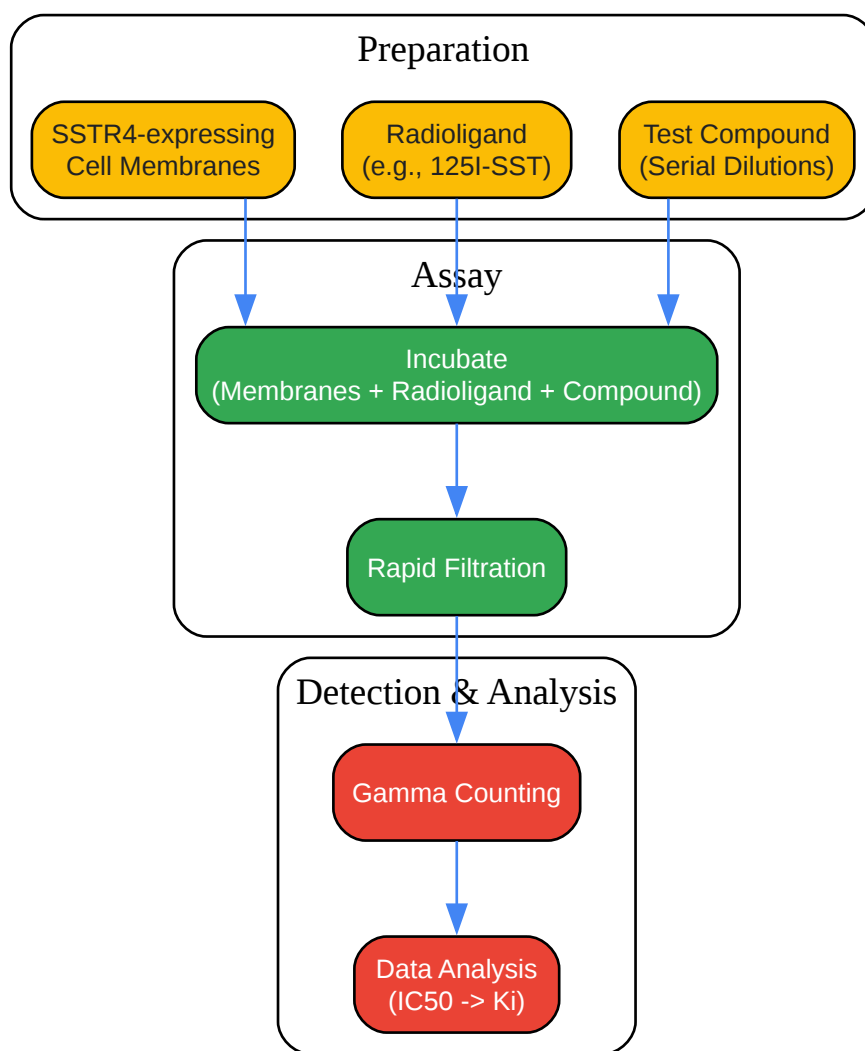 Preparation
SSTR4-expressing
Cell Membranes
Radioligand
(e.g., 125I-SST)
Test Compound
(Serial Dilutions)
Assay
Incubate
(Membranes + Radioligand + Compound)
Rapid Filtration
Detection & Analysis
Gamma Counting
Data Analysis
(IC50 -> Ki)